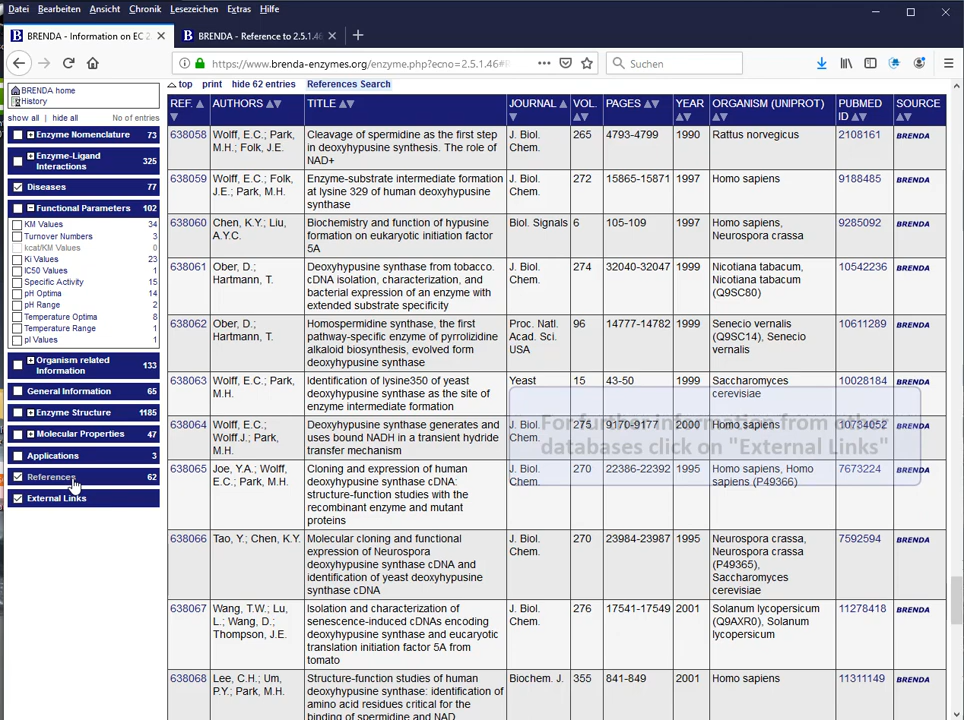 Datei Bearbeiten Ansicht Chronik Lesezeichen Extras Hilfe
BRENDA - Information on EC 2. BRENDA - Reference to 2.5.1.46
https://www.brenda-enzymes.org/enzyme.php?ecno=2.5.1.46# Suchen
BRENDA home
History
show all | hide all No of entries
Enzyme Nomenclature 73
Enzyme-Ligand
Interactions 325
Diseases 77
Functional Parameters 102
KM Values 34
Turnover Numbers 3
kcat/KM Values 0
Ki Values 23
IC50 Values 1
Specific Activity 15
pH Optima 14
pH Range 2
Temperature Optima 8
Temperature Range 1
pI Values 1
Organism related
Information 133
General Information 65
Enzyme Structure 1185
Molecular Properties 47
Applications 3
References 62
External Links
top print hide 62 entries References Search
REF. AUTHORS TITLE JOURNAL VOL. PAGES YEAR ORGANISM (UNIPROT) PUBMED SOURCE
ID
638058 Wolff, E.C.; Park, Cleavage of spermidine as the first step J. Biol. 265 4793-4799 1990 Rattus norvegicus 2108161 BRENDA
M.H.; Folk, J.E. in deoxyhypusine synthesis. The role of Chem.
NAD+
638059 Wolff, E.C.; Folk, Enzyme-substrate intermediate formation J. Biol. 272 15865-15871 1997 Homo sapiens 9188485 BRENDA
J.E.; Park, M.H. at lysine 329 of human deoxyhypusine Chem.
synthase
638060 Chen, K.Y.; Liu, Biochemistry and function of hypusine Biol. Signals 6 105-109 1997 Homo sapiens, 9285092 BRENDA
A.Y.C. formation on eukaryotic initiation factor Neurospora crassa
5A
638061 Ober, D.; Deoxyhypusine synthase from tobacco. J. Biol. 274 32040-32047 1999 Nicotiana tabacum, 10542236 BRENDA
Hartmann, T. cDNA isolation, characterization, and Chem. Nicotiana tabacum
bacterial expression of an enzyme with (Q9SC80)
extended substrate specificity
638062 Ober, D.; Homospermidine synthase, the first Proc. Natl. 96 14777-14782 1999 Senecio vernalis 10611289 BRENDA
Hartmann, T. pathway-specific enzyme of pyrrolizidine Acad. Sci. (Q9SC14), Senecio
alkaloid biosynthesis, evolved form USA vernalis
deoxyhypusine synthase
638063 Wolff, E.C.; Park, Identification of lysine350 of yeast Yeast 15 43-50 1999 Saccharomyces 10028184 BRENDA
M.H. deoxyhypusine synthase as the site of cerevisiae
enzyme intermediate formation
638064 Wolff, E.C.; Deoxyhypusine synthase generates and J. Biol. 275 9170-9177 2000 Homo sapiens 10734052 BRENDA
Wolff.J.; Park, uses bound NADH in a transient hydride Chem.
M.H. transfer mechanism
For further information from other
databases click on "External Links"
638065 Joe, Y.A.; Wolff, Cloning and expression of human J. Biol. 270 22386-22392 1995 Homo sapiens, Homo 7673224 BRENDA
E.C.; Park, M.H. deoxyhypusine synthase Chem. sapiens (P49366)
cDNA:
structure-function studies with the
recombinant enzyme and mutant
proteins
638066 Tao, Y.; Chen, K.Y. Molecular cloning and functional J. Biol. 270 23984-23987 1995 Neurospora crassa, 7592594 BRENDA
expression of Neurospora Chem. Neurospora crassa
deoxyhypusine synthase cDNA and (P49365),
identification of yeast deoxyhypusine Saccharomyces
synthase cDNA cerevisiae
638067 Wang, T.W.; Lu, Isolation and characterization of J. Biol. 276 17541-17549 2001 Solanum lycopersicum 11278418 BRENDA
L.; Wang, D.; senescence-induced cDNAs encoding Chem. (Q9AXR0), Solanum
Thompson, J.E. deoxyhypusine synthase and eucaryotic lycopersicum
translation initiation factor 5A from
tomato
638068 Lee, C.H.; Um, Structure-function studies of human Biochem. J. 355 841-849 2001 Homo sapiens 11311149 BRENDA
P.Y.; Park, M.H. deoxyhypusine synthase: identification of
amino acid residues critical for the
binding of spermidine and NAD